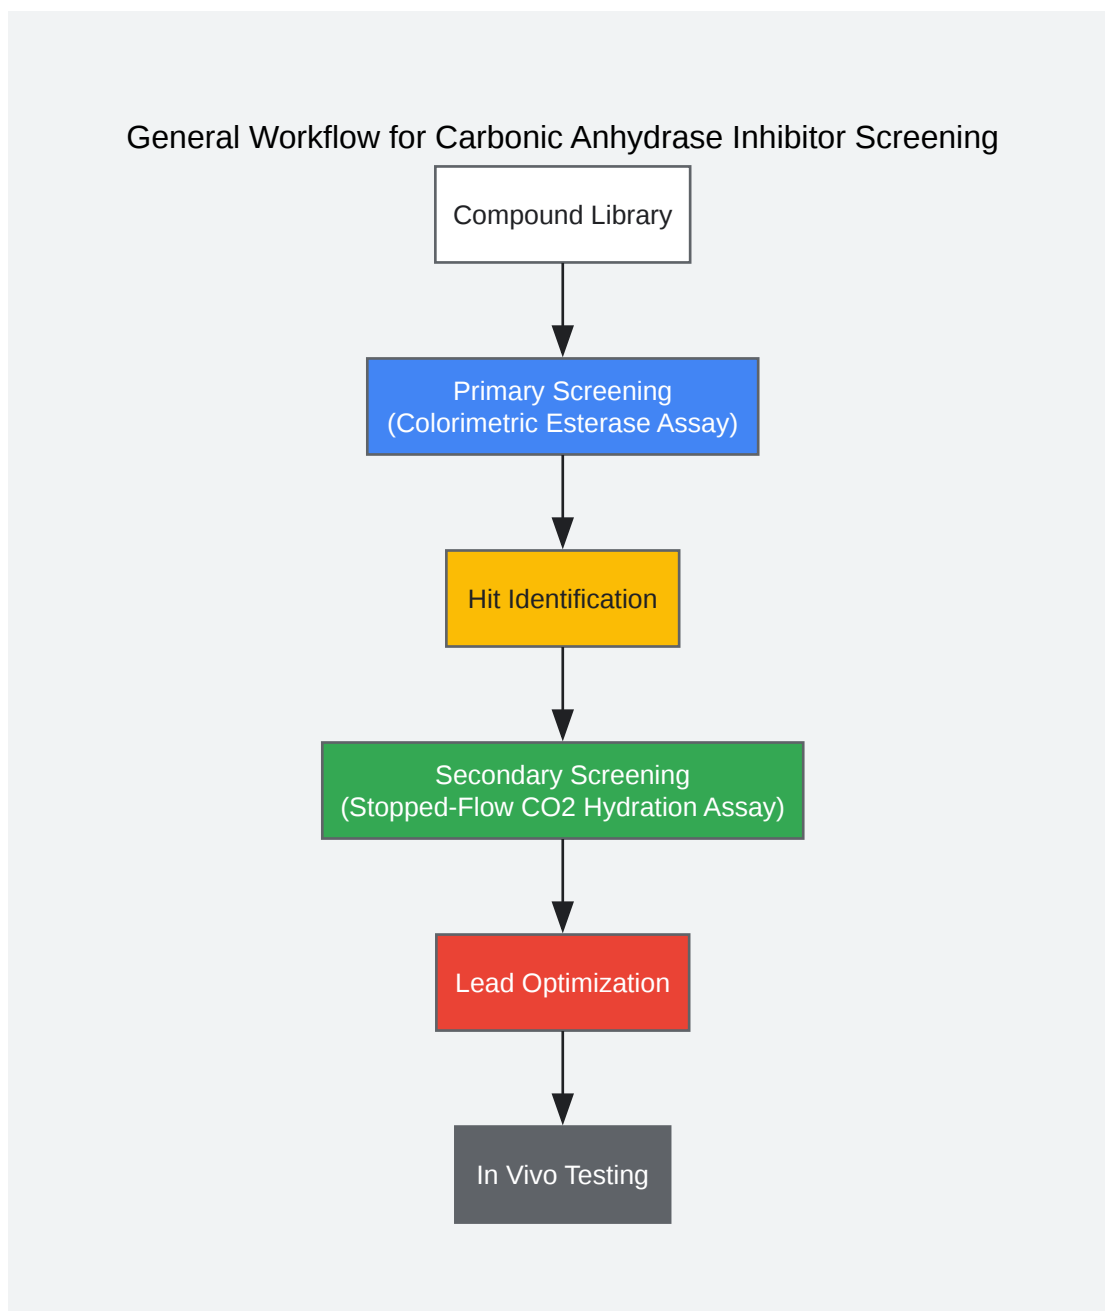 General Workflow for Carbonic Anhydrase Inhibitor Screening
Compound Library
Primary Screening
(Colorimetric Esterase Assay)
Hit Identification
Secondary Screening
(Stopped-Flow CO2 Hydration Assay)
Lead Optimization
In Vivo Testing